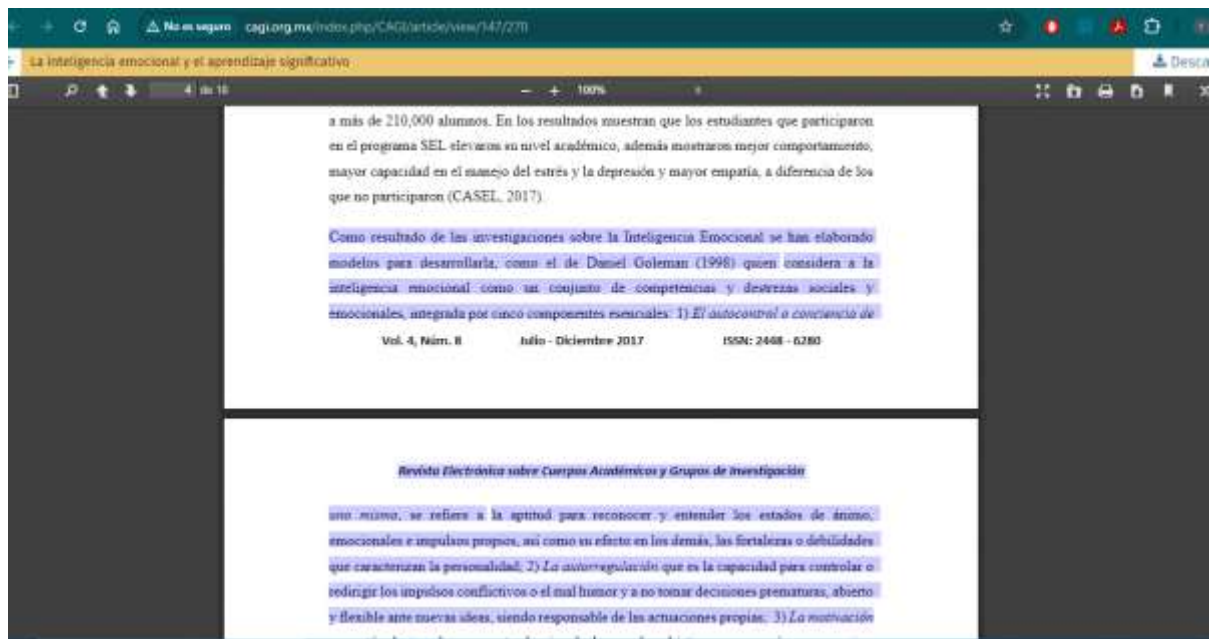 No es seguro cagi.org.mx/index.php/CAGI/article/view/147/270
La inteligencia emocional y el aprendizaje significativo
Desca
4 de 18 100%
a más de 210,000 alumnos. En los resultados muestran que los estudiantes que participaron
en el programa SEL elevaron su nivel académico, además mostraron mejor comportamiento,
mayor capacidad en el manejo del estrés y la depresión y mayor empatía, a diferencia de los
que no participaron (CASEL, 2017).
Como resultado de las investigaciones sobre la Inteligencia Emocional se han elaborado
modelos para desarrollarla, como el de Daniel Goleman (1998) quien considera a la
inteligencia emocional como un conjunto de competencias y destrezas sociales y
emocionales, integrada por cinco componentes esenciales: 1) El autocontrol o conciencia de
Vol. 4, Núm. 8 Julio - Diciembre 2017 ISSN: 2448 - 6280
Revista Electrónica sobre Cuerpos Académicos y Grupos de Investigación
uno mismo, se refiere a la aptitud para reconocer y entender los estados de ánimo,
emocionales e impulsos propios, así como su efecto en los demás, las fortalezas o debilidades
que caracterizan la personalidad; 2) La autorregulación que es la capacidad para controlar o
redirigir los impulsos conflictivos o el mal humor y a no tomar decisiones prematuras, abierto
y flexible ante nuevas ideas, siendo responsable de las actuaciones propias. 3) La motivación